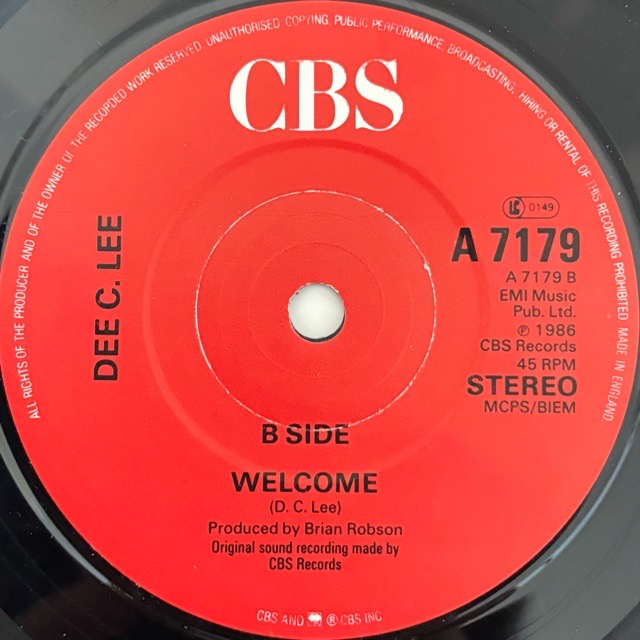 ALL RIGHTS OF THE PRODUCER AND OF THE OWNER OF THE RECORDED WORK RESERVED. UNAUTHORISED COPYING, PUBLIC PERFORMANCE, BROADCASTING, HIRING OR RENTAL OF THIS RECORDING PROHIBITED. MADE IN ENGLAND.
CBS
DEE C. LEE
LC 0149
A 7179
A 7179 B
EMI Music
Pub. Ltd.
℗ 1986
CBS Records
45 RPM
STEREO
MCPS/BIEM
B SIDE
WELCOME
(D. C. Lee)
Produced by Brian Robson
Original sound recording made by
CBS Records
CBS AND ® CBS INC.